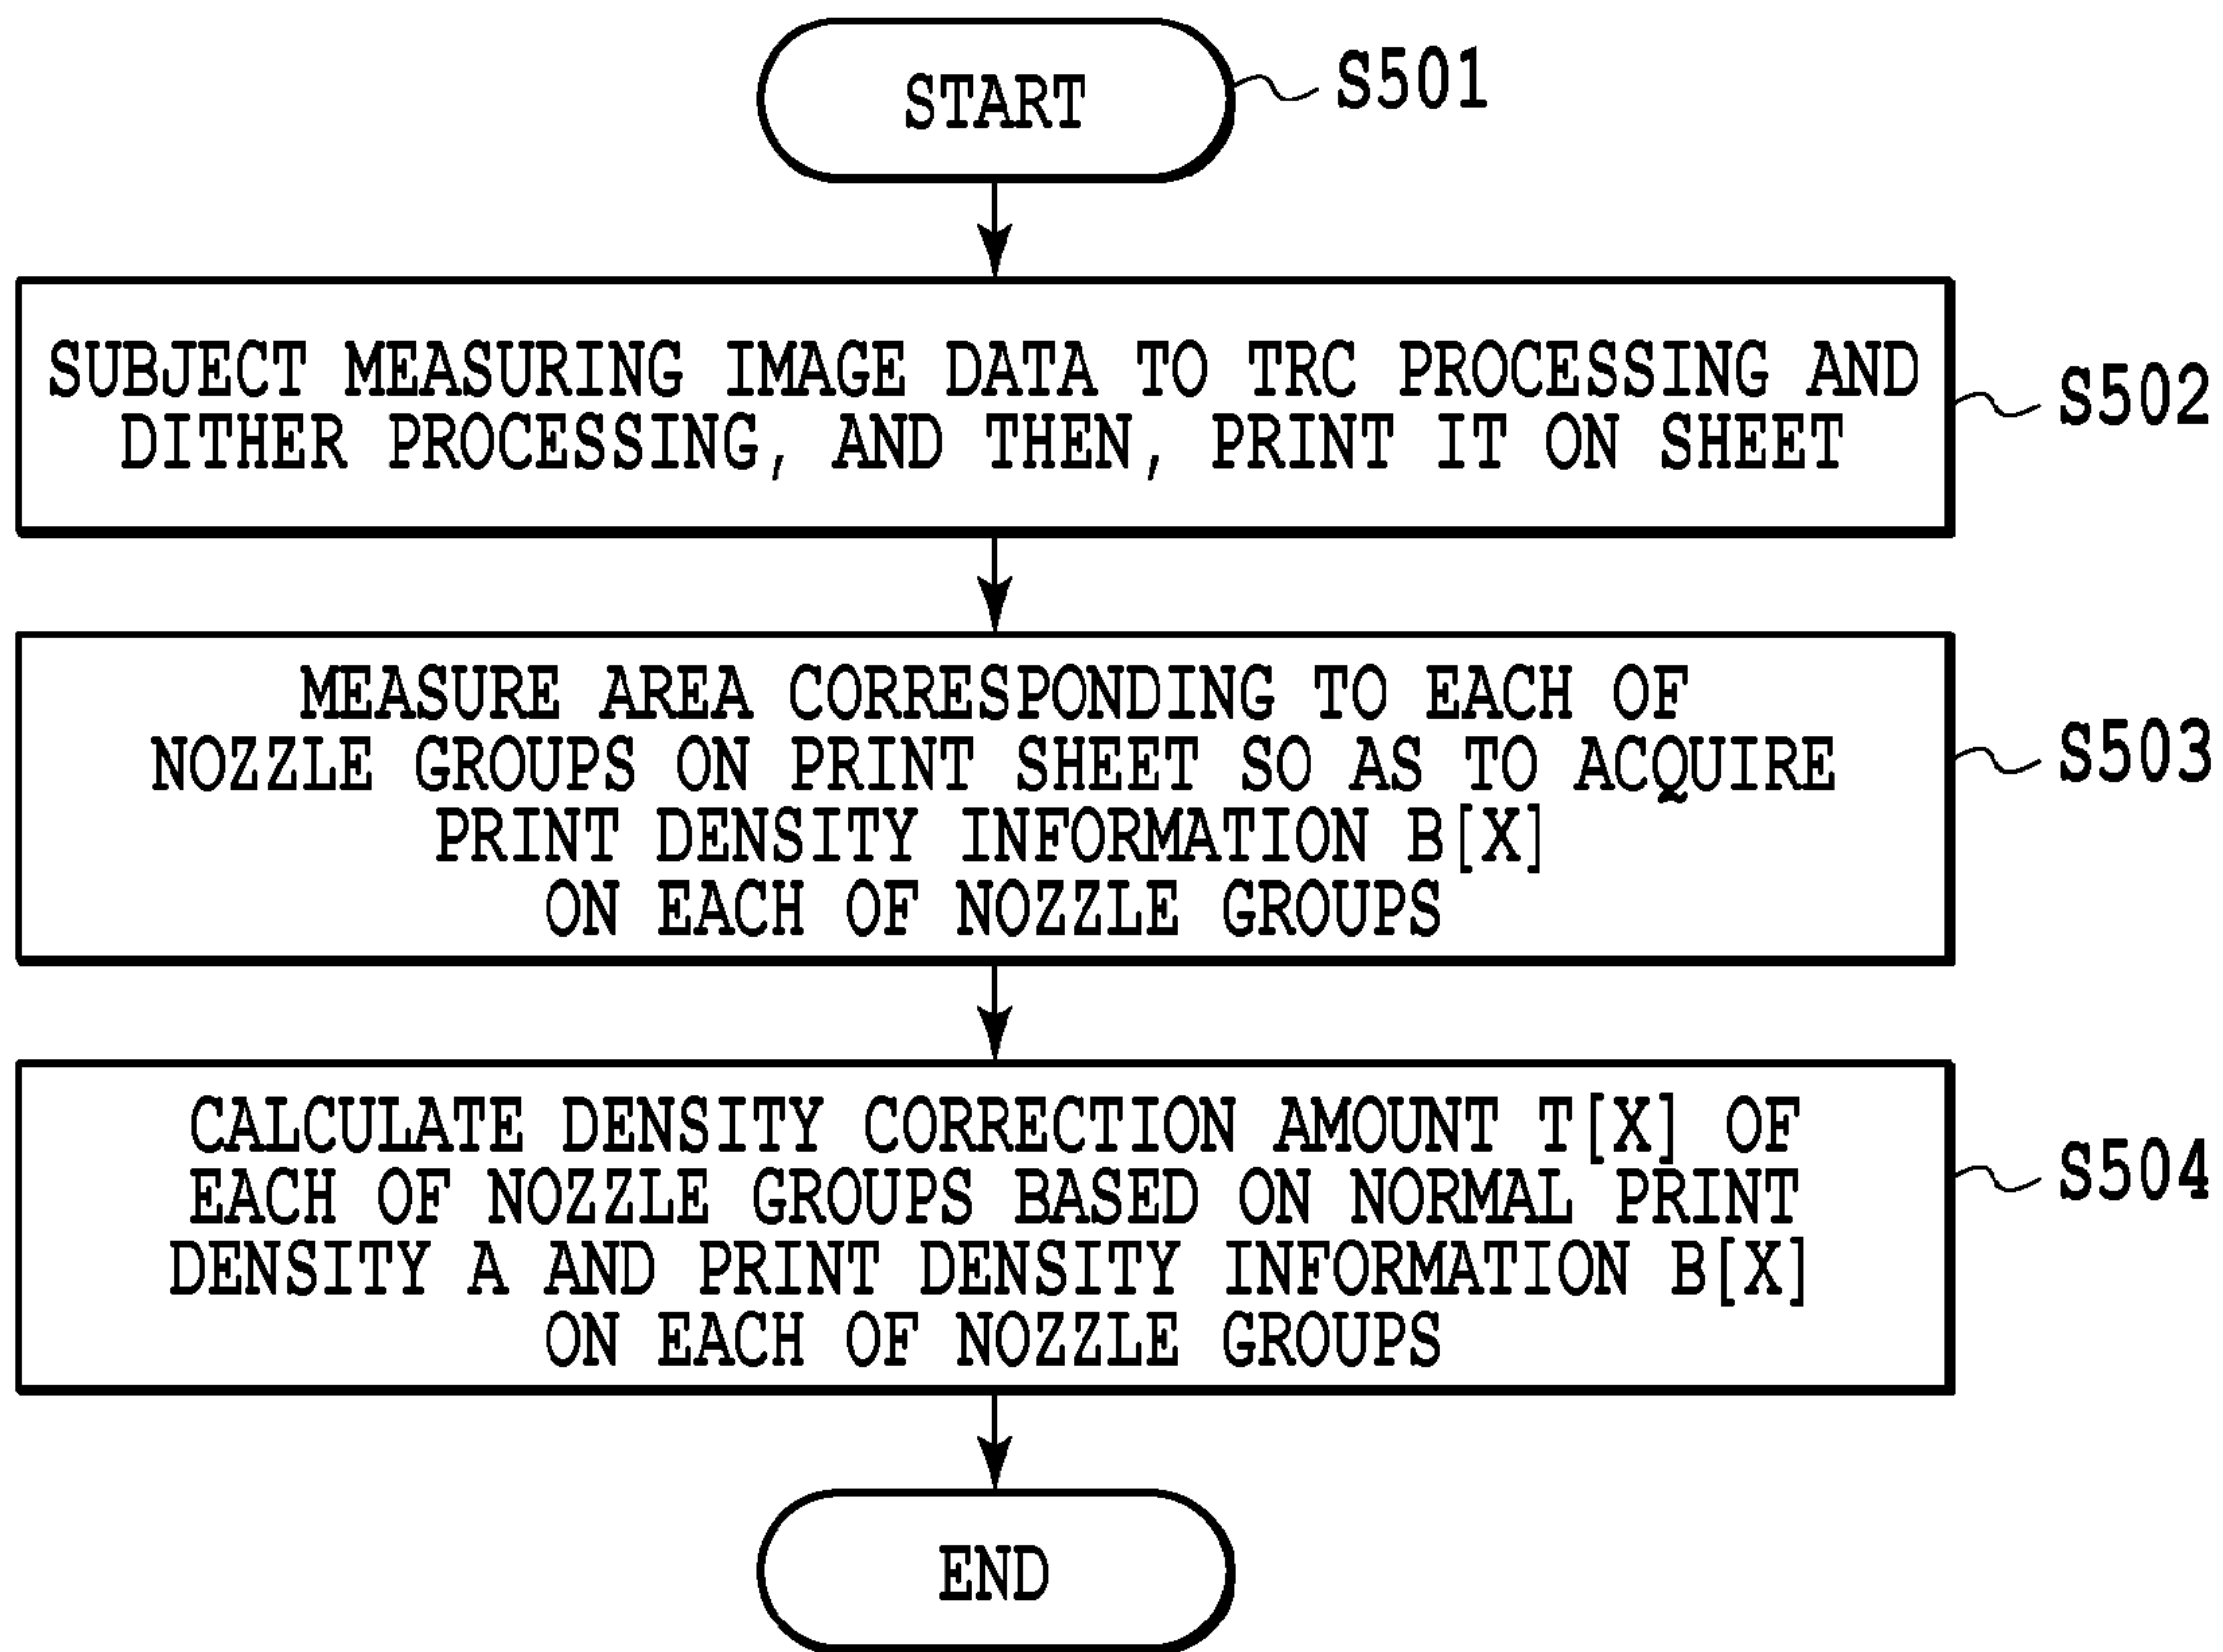 START
S501
SUBJECT MEASURING IMAGE DATA TO TRC PROCESSING AND
DITHER PROCESSING, AND THEN, PRINT IT ON SHEET
S502
MEASURE AREA CORRESPONDING TO EACH OF
NOZZLE GROUPS ON PRINT SHEET SO AS TO ACQUIRE
PRINT DENSITY INFORMATION B[X]
ON EACH OF NOZZLE GROUPS
S503
CALCULATE DENSITY CORRECTION AMOUNT T[X] OF
EACH OF NOZZLE GROUPS BASED ON NORMAL PRINT
DENSITY A AND PRINT DENSITY INFORMATION B[X]
ON EACH OF NOZZLE GROUPS
S504
END